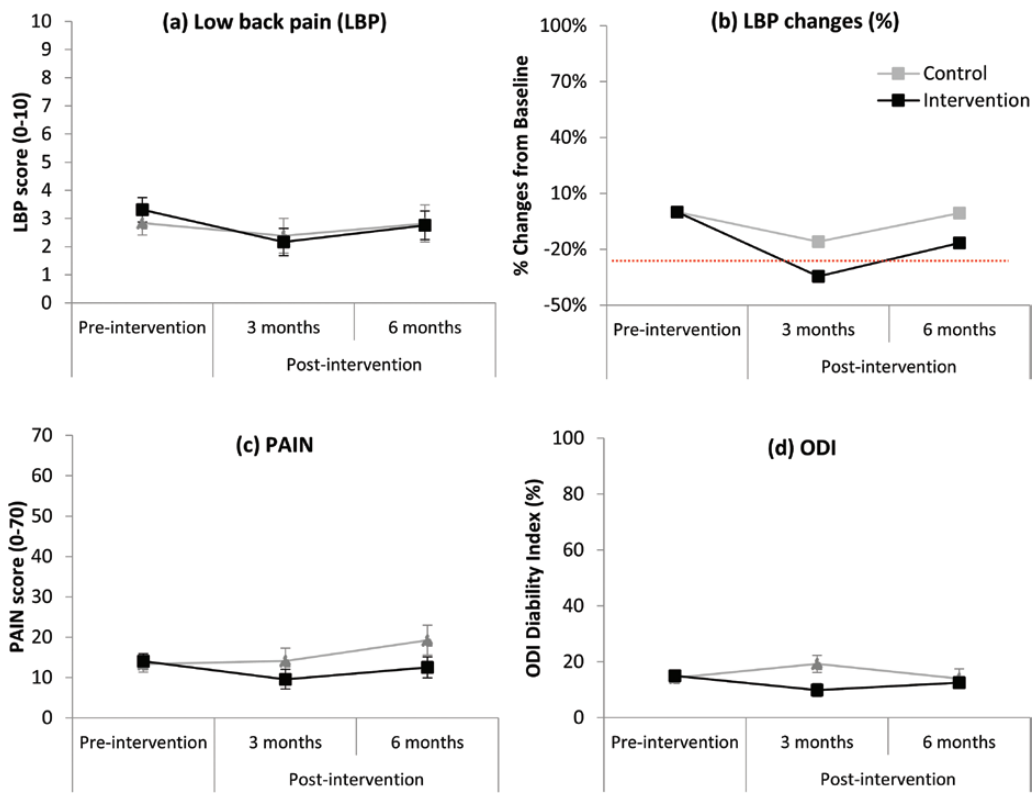 (a) Low back pain (LBP)
LBP score (0-10)
10
9
8
7
6
5
4
3
2
1
0
Pre-intervention
3 months
6 months
Post-intervention
(b) LBP changes (%)
% Changes from Baseline
100%
70%
40%
10%
-20%
-50%
Control
Intervention
Pre-intervention
3 months
6 months
Post-intervention
(c) PAIN
PAIN score (0-70)
70
60
50
40
30
20
10
0
Pre-intervention
3 months
6 months
Post-intervention
(d) ODI
ODI Diability Index (%)
100
80
60
40
20
0
Pre-intervention
3 months
6 months
Post-intervention